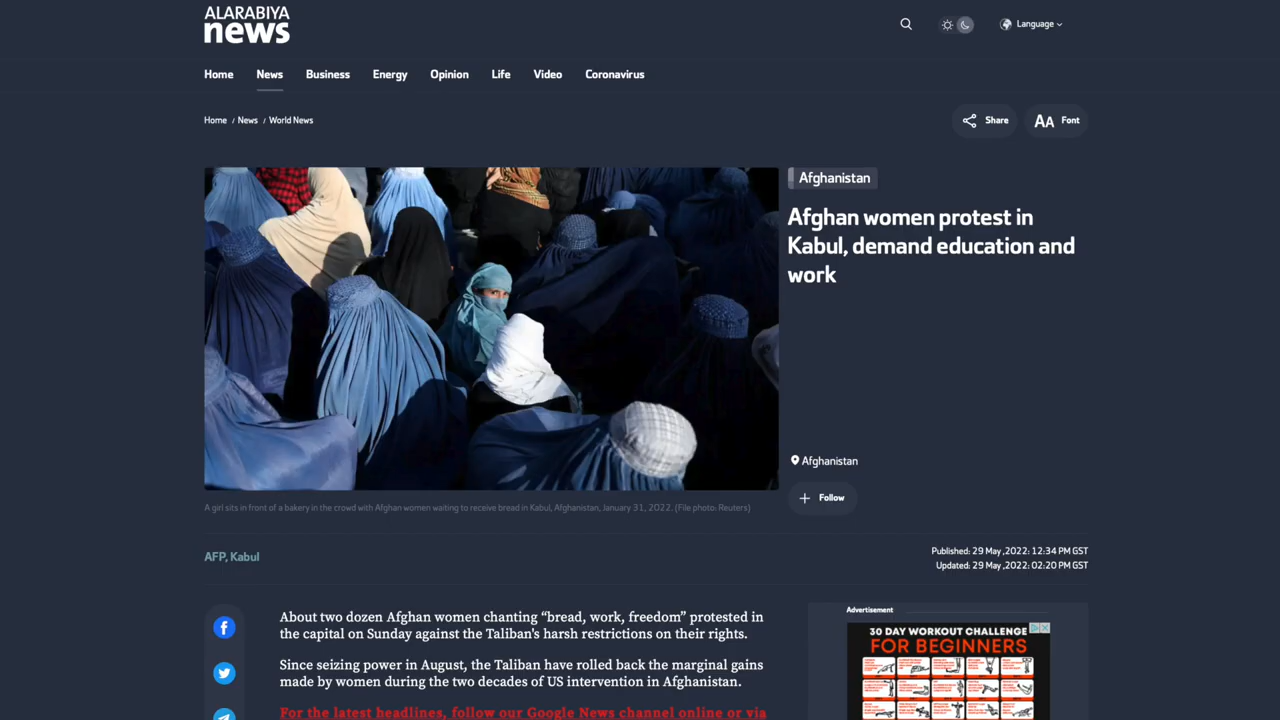 ALARABIYA
news
Language
Home News Business Energy Opinion Life Video Coronavirus
Home / News / World News
Share
AA Font
Afghanistan
Afghan women protest in
Kabul, demand education and
work
Afghanistan
+ Follow
A girl sits in front of a bakery in the crowd with Afghan women waiting to receive bread in Kabul, Afghanistan, January 31, 2022. (File photo: Reuters)
AFP, Kabul
Published: 29 May ,2022: 12:34 PM GST
Updated: 29 May ,2022: 02:20 PM GST
About two dozen Afghan women chanting “bread, work, freedom” protested in
the capital on Sunday against the Taliban's harsh restrictions on their rights.
Since seizing power in August, the Taliban have rolled back the marginal gains
made by women during the two decades of US intervention in Afghanistan.
For the latest headlines, follow our Google News channel online or via
Advertisement
30 DAY WORKOUT CHALLENGE
FOR BEGINNERS